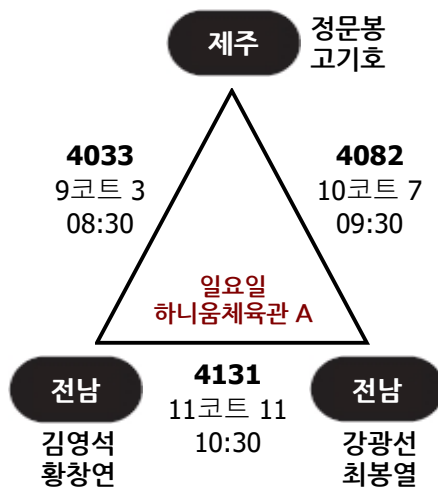 제주
정문봉
고기호
4033
9코트 3
08:30
4082
10코트 7
09:30
일요일
하니움체육관 A
전남
김영석
황창연
4131
11코트 11
10:30
전남
강광선
최봉열